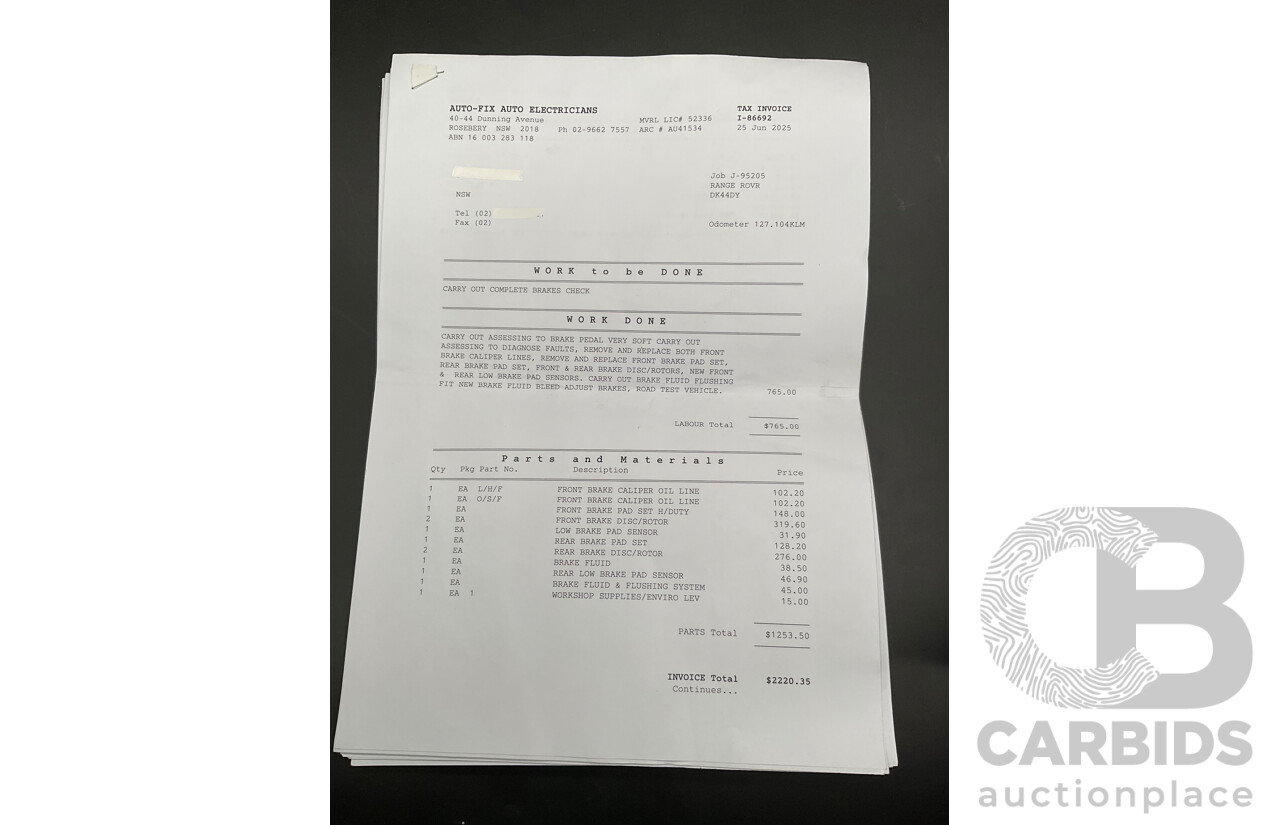 AUTO-FIX AUTO ELECTRICIANS TAX INVOICE
40-44 Dunning Avenue MVRL LIC# 52336 I-86692
ROSEBERY NSW 2018 Ph 02-9662 7557 ARC # AU41534 25 Jun 2025
ABN 16 003 283 118
Job J-95205
RANGE ROVR
NSW DK44DY
Tel (02)
Fax (02) Odometer 127.104KLM
WORK to be DONE
CARRY OUT COMPLETE BRAKES CHECK
WORK DONE
CARRY OUT ASSESSING TO BRAKE PEDAL VERY SOFT CARRY OUT
ASSESSING TO DIAGNOSE FAULTS, REMOVE AND REPLACE BOTH FRONT
BRAKE CALIPER LINES, REMOVE AND REPLACE FRONT BRAKE PAD SET,
REAR BRAKE PAD SET, FRONT & REAR BRAKE DISC/ROTORS, NEW FRONT
& REAR LOW BRAKE PAD SENSORS. CARRY OUT BRAKE FLUID FLUSHING
FIT NEW BRAKE FLUID BLEED ADJUST BRAKES, ROAD TEST VEHICLE. 765.00
LABOUR Total $765.00
Parts and Materials
Qty Pkg Part No. Description Price
1 EA L/H/F FRONT BRAKE CALIPER OIL LINE 102.20
1 EA O/S/F FRONT BRAKE CALIPER OIL LINE 102.20
1 EA FRONT BRAKE PAD SET H/DUTY 148.00
2 EA FRONT BRAKE DISC/ROTOR 319.60
1 EA LOW BRAKE PAD SENSOR 31.90
1 EA REAR BRAKE PAD SET 128.20
2 EA REAR BRAKE DISC/ROTOR 276.00
1 EA BRAKE FLUID 38.50
1 EA REAR LOW BRAKE PAD SENSOR 46.90
1 EA BRAKE FLUID & FLUSHING SYSTEM 45.00
1 EA 1 WORKSHOP SUPPLIES/ENVIRO LEV 15.00
PARTS Total $1253.50
INVOICE Total $2220.35
Continues...
CB
CARBIDS
auctionplace